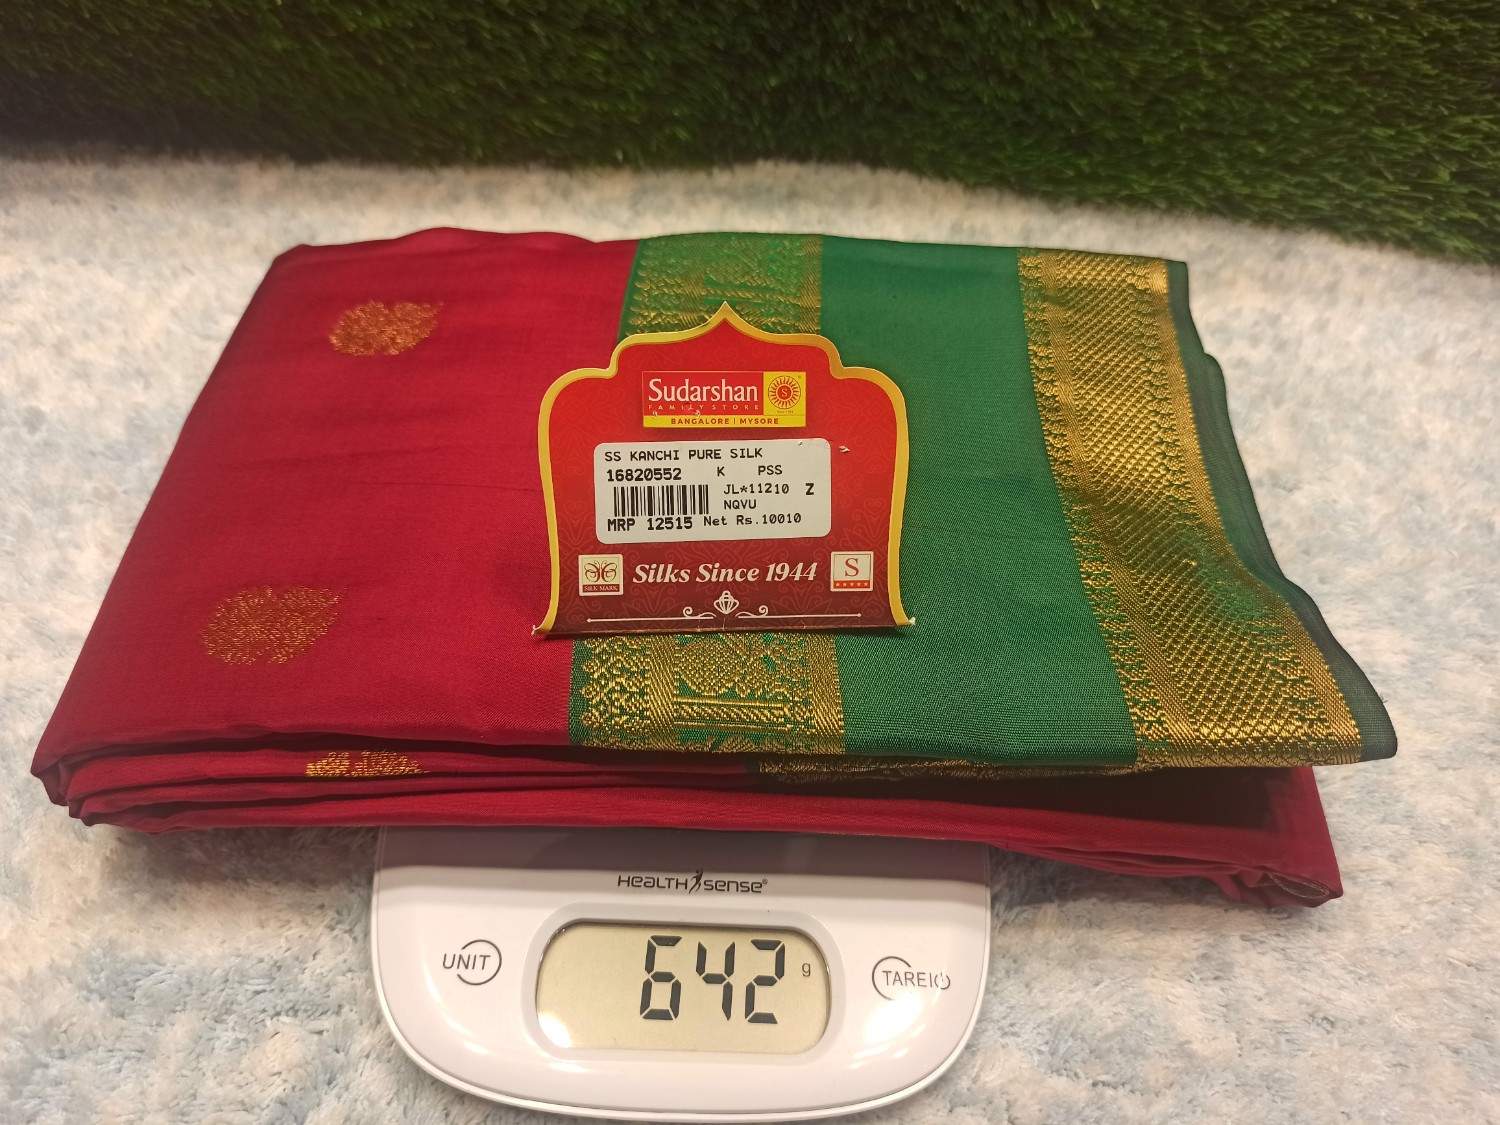 Sudarshan
FAMILY STORE
BANGALORE | MYSORE
SS KANCHI PURE SILK
16820552 K PSS
JL*11210 Z
NQVU
MRP 12515 Net Rs.10010
SILK MARK
Silks Since 1944
S
HEALTH sense®
UNIT
642 g
TARE